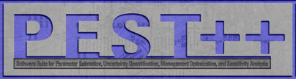 PEST++
Software Suite for Parameter Estimation, Uncertainty Quantification, Management Optimization, and Sensitivity Analysis